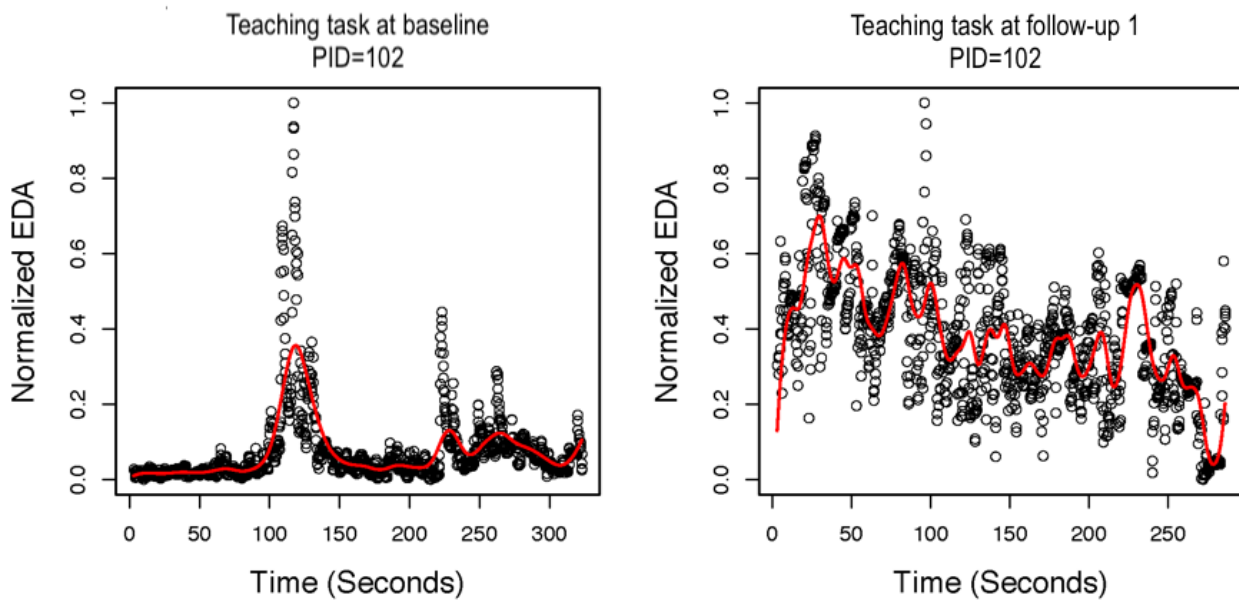 Teaching task at baseline
PID=102
Normalized EDA
1.0
0.8
0.6
0.4
0.2
0.0
0 50 100 150 200 250 300
Time (Seconds)
Teaching task at follow-up 1
PID=102
Normalized EDA
1.0
0.8
0.6
0.4
0.2
0.0
0 50 100 150 200 250
Time (Seconds)